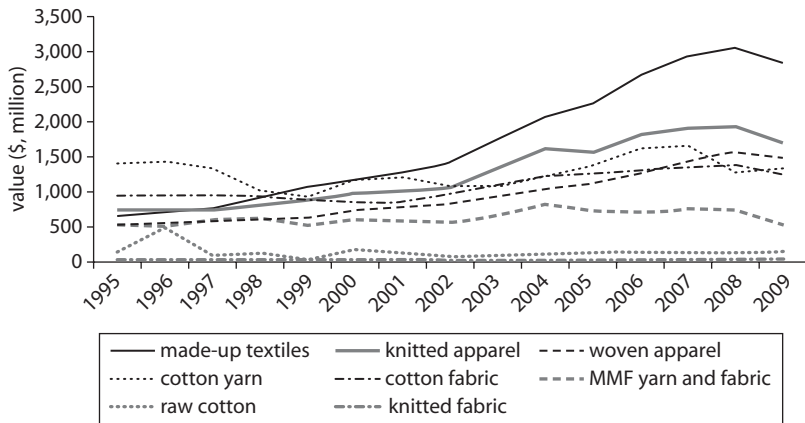 3,500
3,000
2,500
2,000
1,500
1,000
500
0
value ($, million)
1995 1996 1997 1998 1999 2000 2001 2002 2003 2004 2005 2006 2007 2008 2009
made-up textiles knitted apparel woven apparel
cotton yarn cotton fabric MMF yarn and fabric
raw cotton knitted fabric